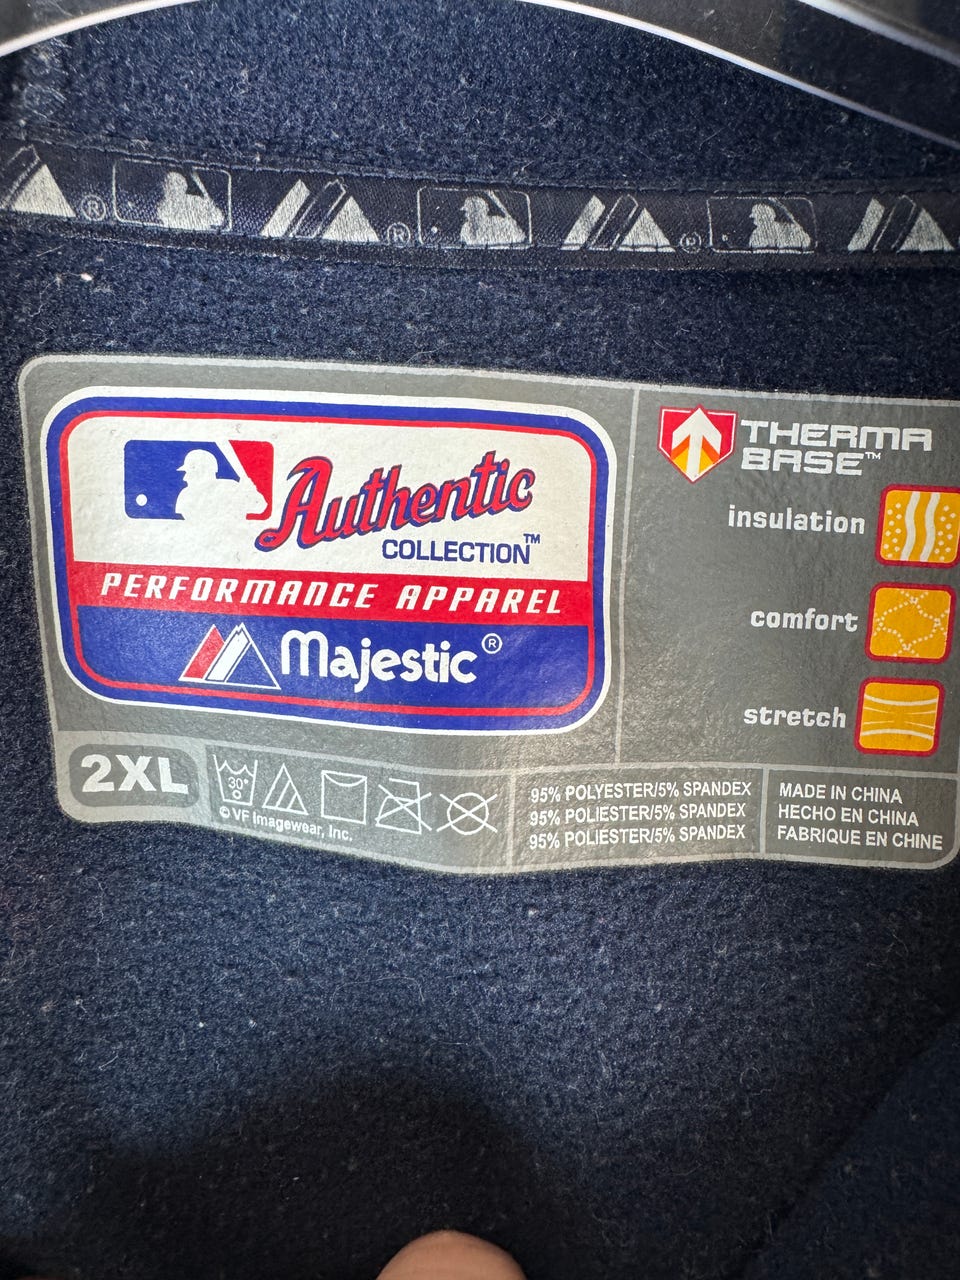 ® ® ®
Authentic
COLLECTION™
PERFORMANCE APPAREL
Majestic®
THERMA
BASE™
insulation
comfort
stretch
2XL
30°
© VF Imagewear, Inc.
95% POLYESTER/5% SPANDEX
95% POLIESTER/5% SPANDEX
95% POLIÉSTER/5% SPANDEX
MADE IN CHINA
HECHO EN CHINA
FABRIQUE EN CHINE